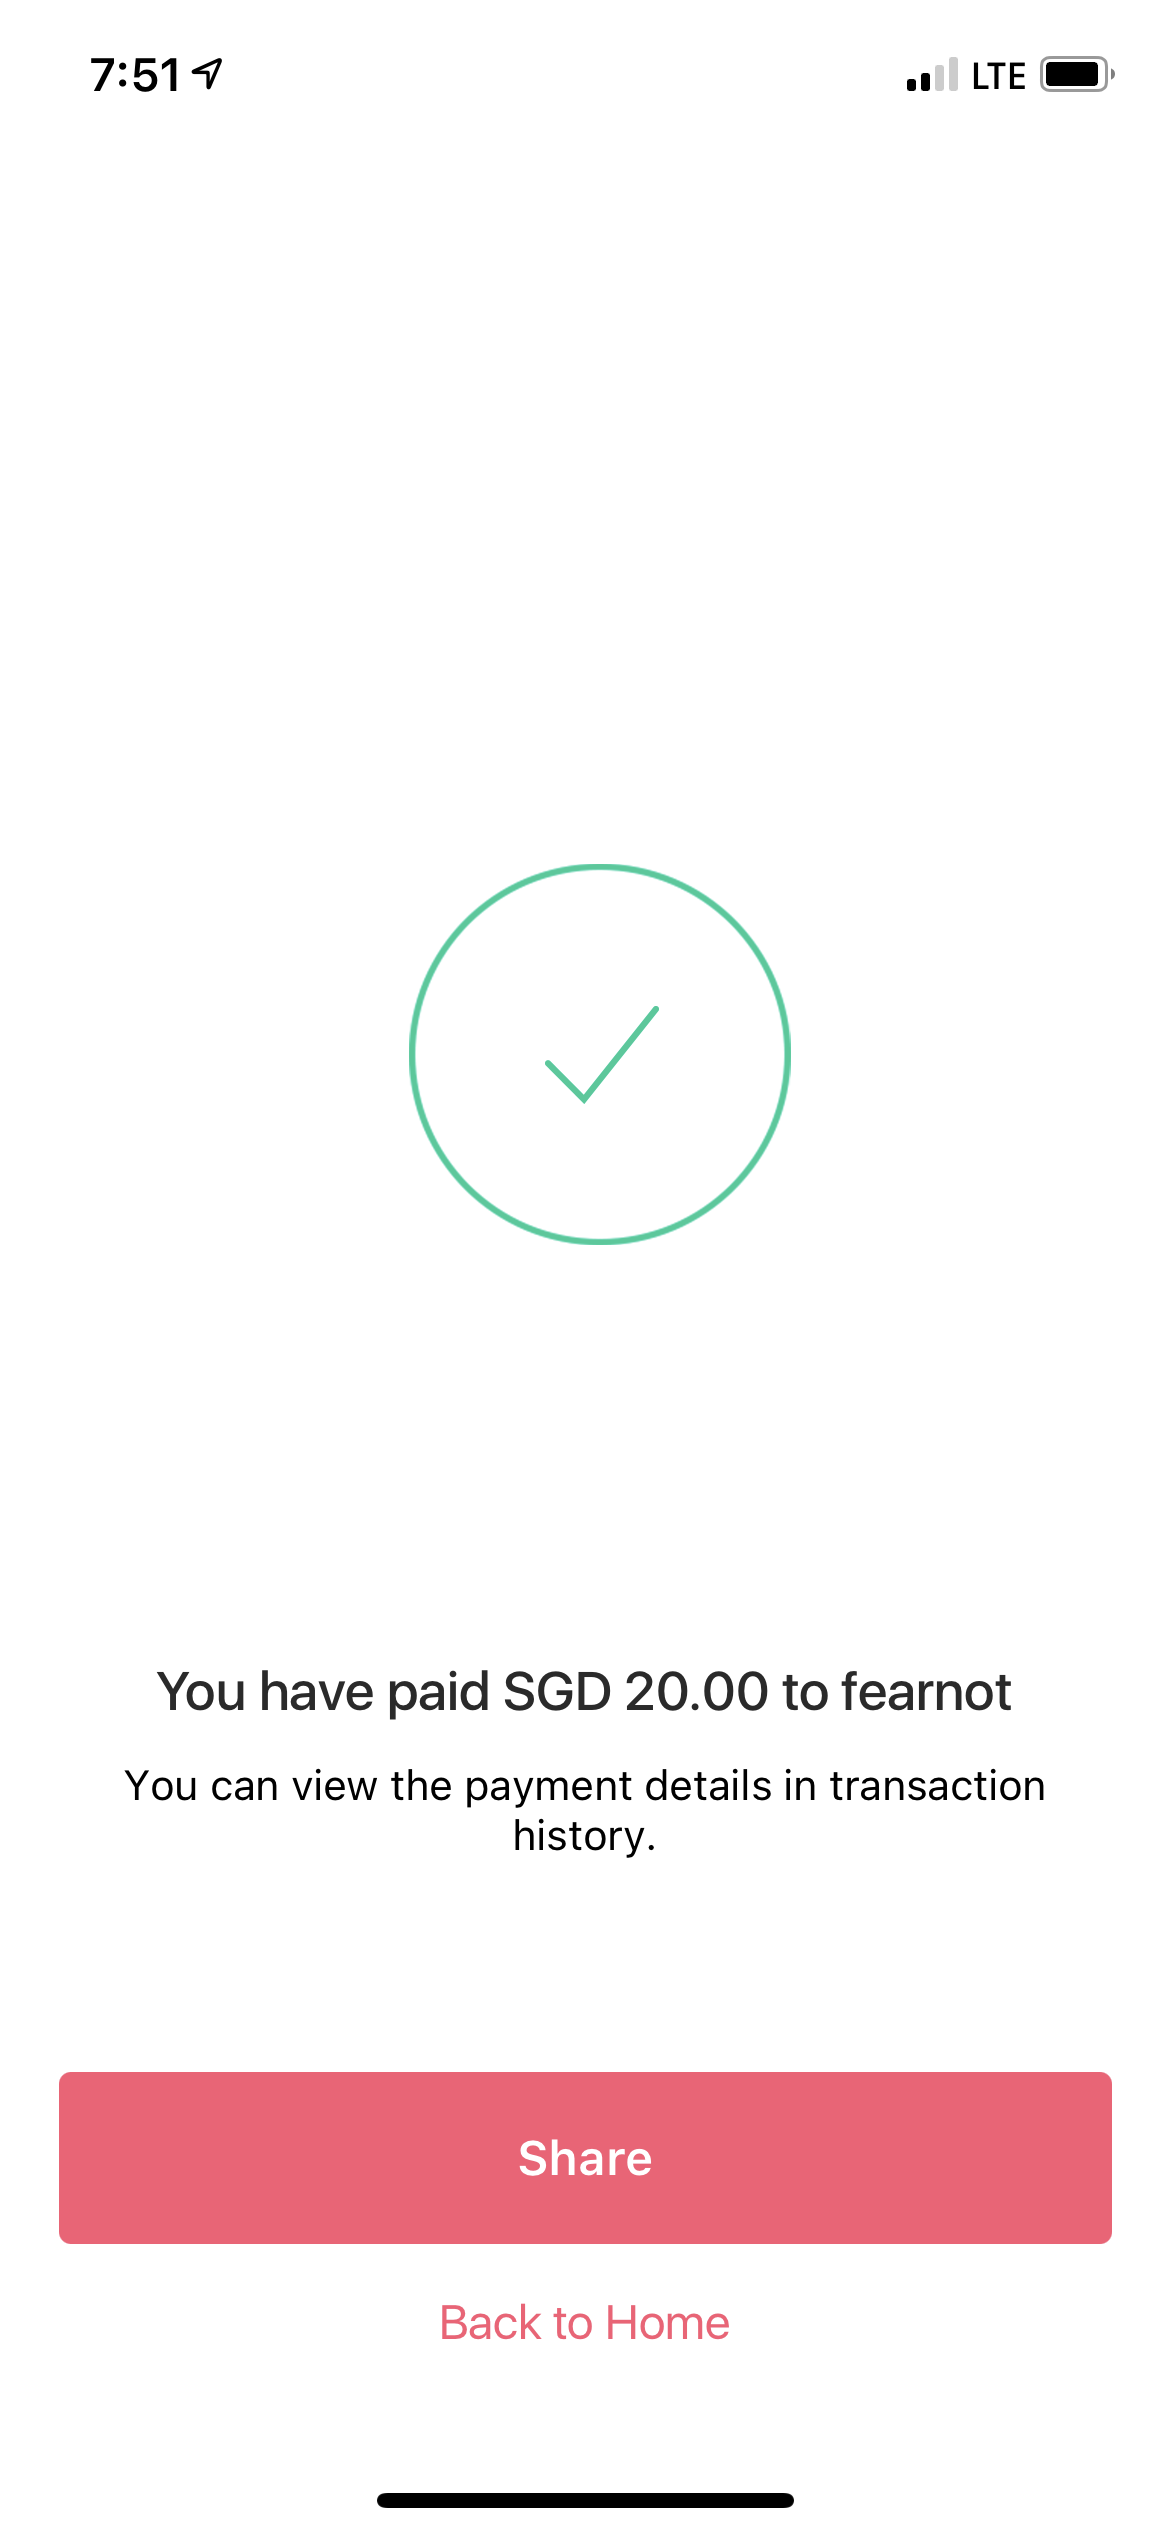 7:51 LTE
You have paid SGD 20.00 to fearnot
You can view the payment details in transaction
history.
Share
Back to Home